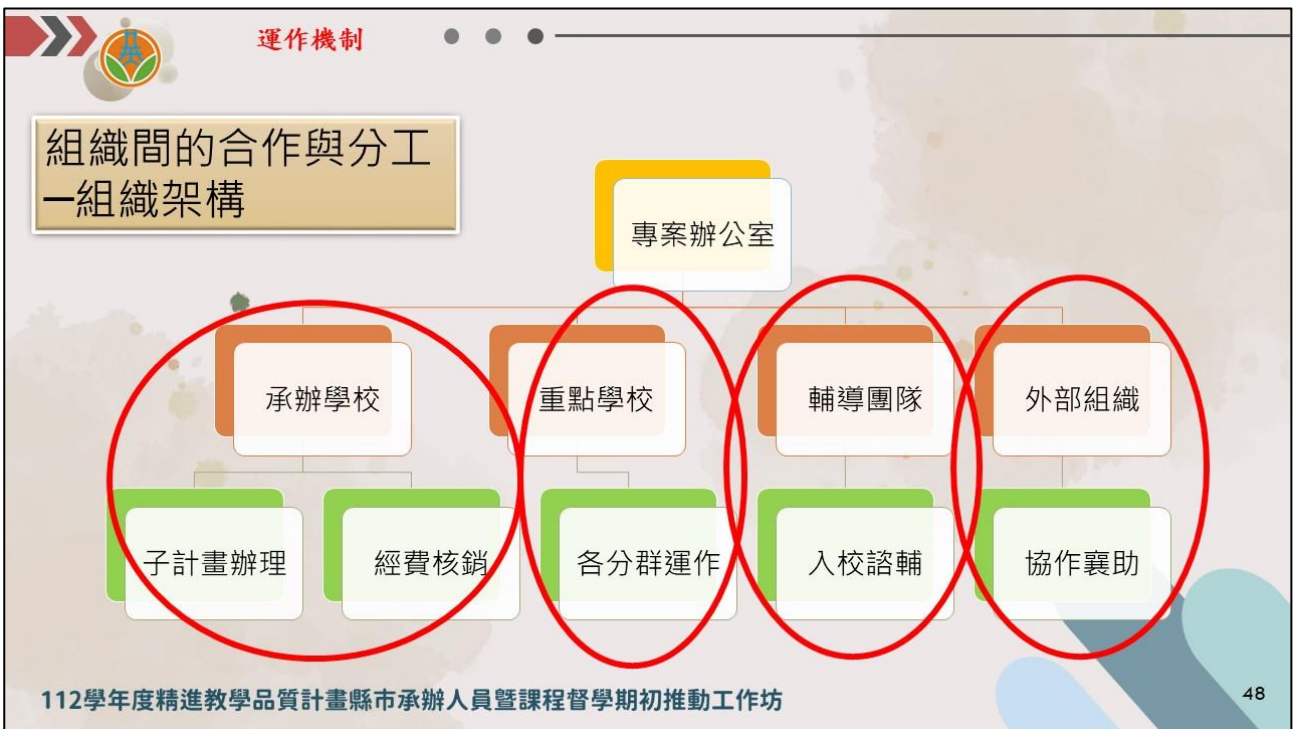 運作機制
組織間的合作與分工
—組織架構
專案辦公室
承辦學校
重點學校
輔導團隊
外部組織
子計畫辦理
經費核銷
各分群運作
入校諮輔
協作襄助
112學年度精進教學品質計畫縣市承辦人員暨課程督學期初推動工作坊
48